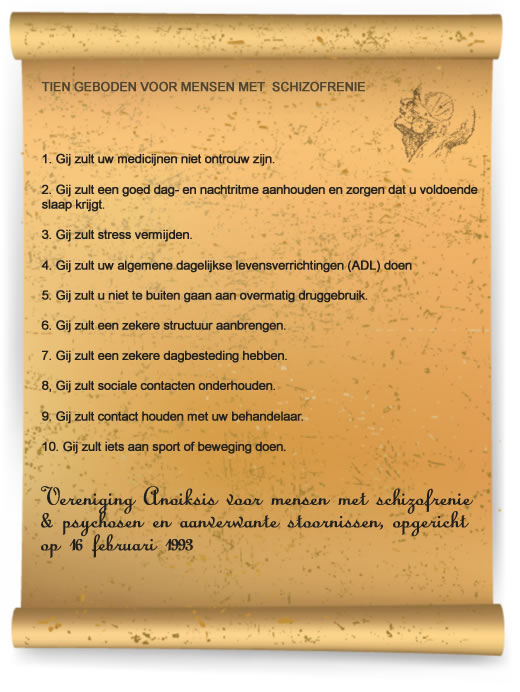 TIEN GEBODEN VOOR MENSEN MET  SCHIZOFRENIE
1. Gij zult uw medicijnen niet ontrouw zijn.
2. Gij zult een goed dag- en nachtritme aanhouden en zorgen dat u voldoende
slaap krijgt.
3. Gij zult stress vermijden.
4. Gij zult uw algemene dagelijkse levensverrichtingen (ADL) doen
5. Gij zult u niet te buiten gaan aan overmatig druggebruik.
6. Gij zult een zekere structuur aanbrengen.
7. Gij zult een zekere dagbesteding hebben.
8, Gij zult sociale contacten onderhouden.
9. Gij zult contact houden met uw behandelaar.
10. Gij zult iets aan sport of beweging doen.
Vereniging Anoiksis voor mensen met schizofrenie
& psychosen en aanverwante stoornissen, opgericht
op 16 februari 1993